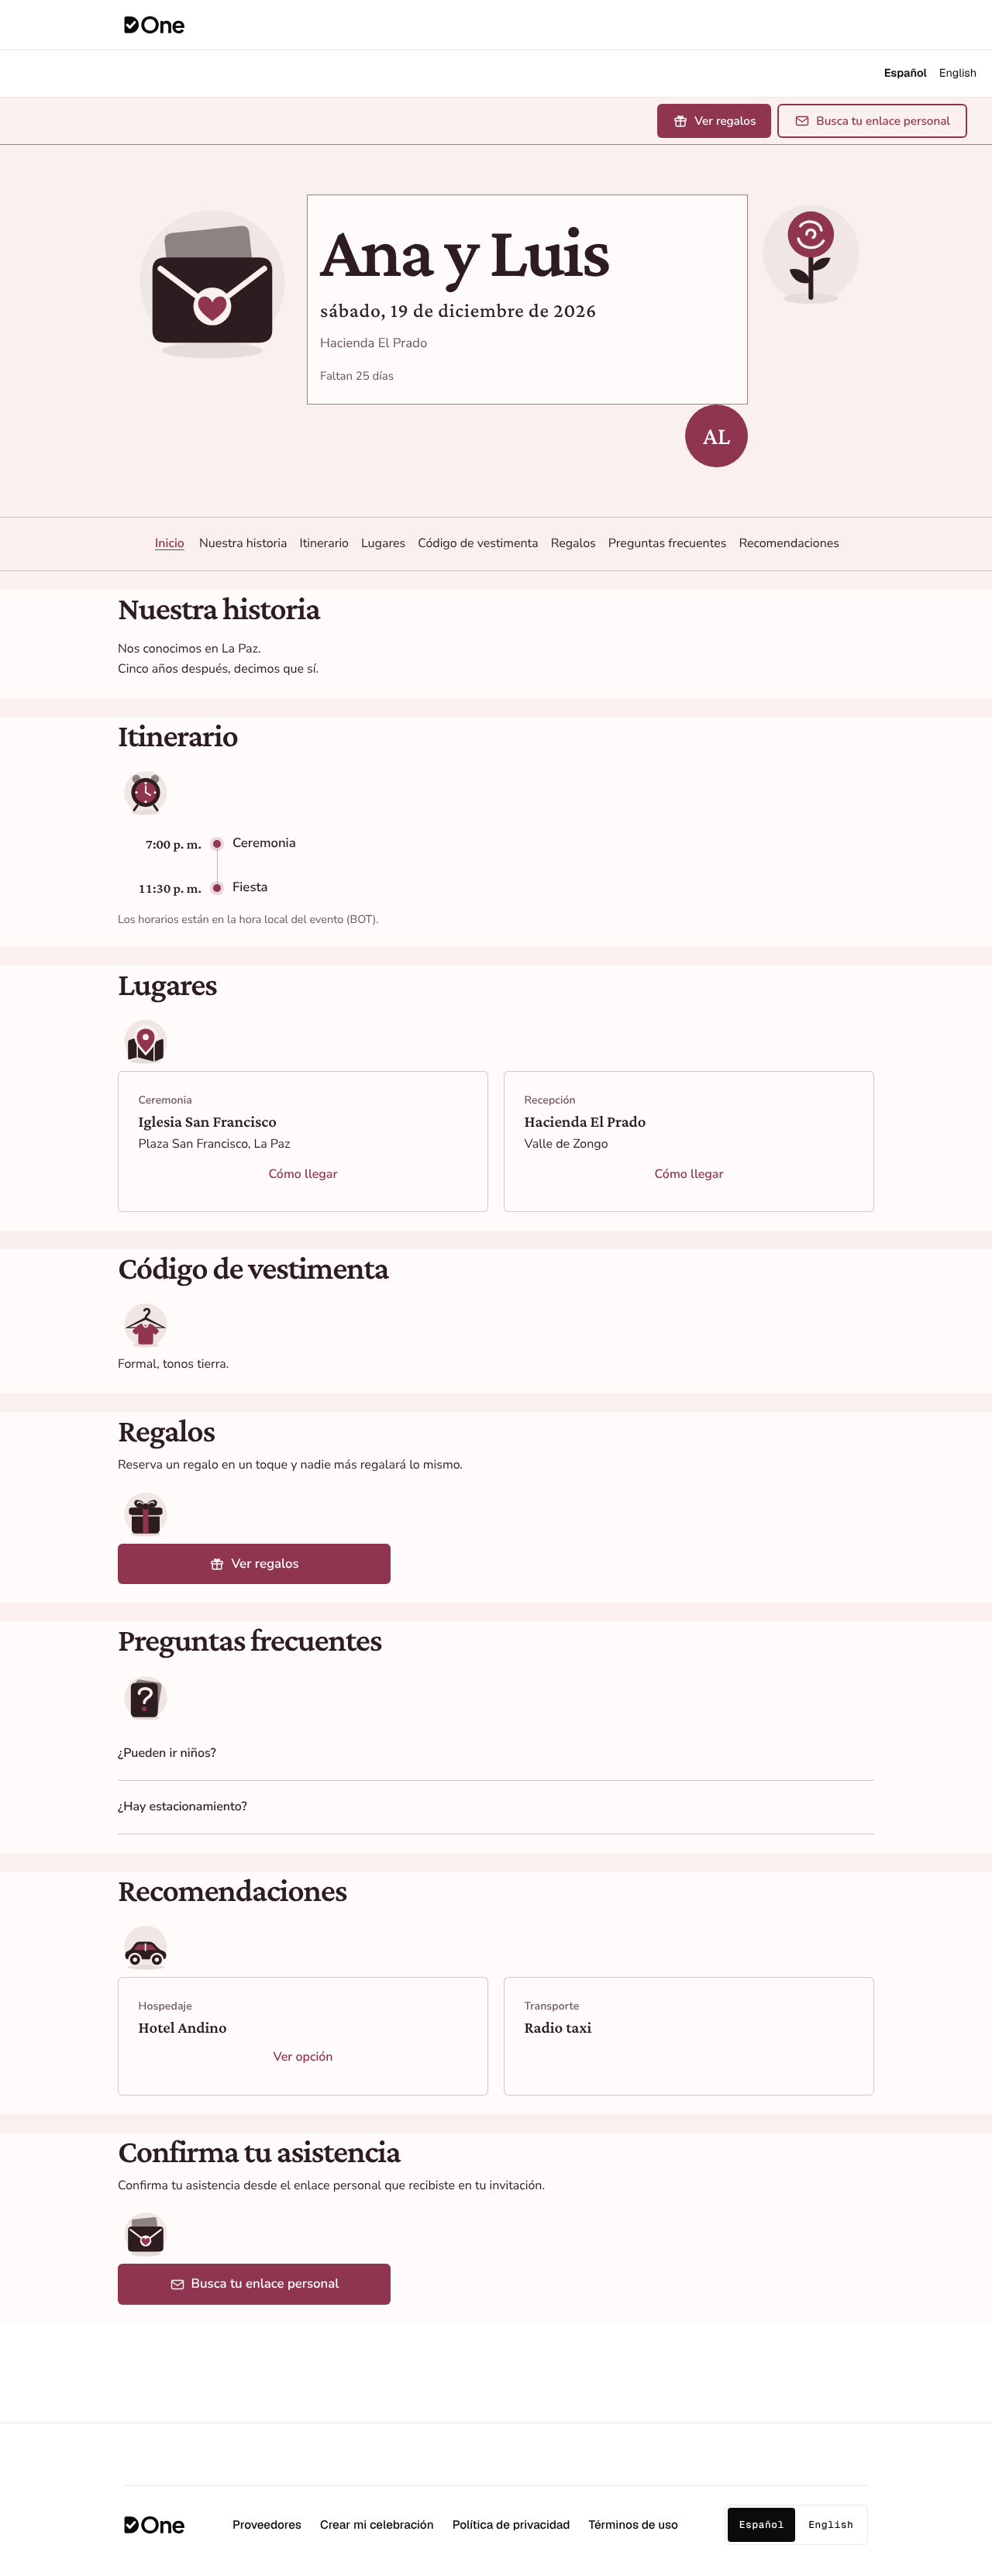 One
Español English
Ver regalos Busca tu enlace personal
Ana y Luis
sábado, 19 de diciembre de 2026
Hacienda El Prado
Faltan 25 días
AL
Inicio Nuestra historia Itinerario Lugares Código de vestimenta Regalos Preguntas frecuentes Recomendaciones
Nuestra historia
Nos conocimos en La Paz.
Cinco años después, decimos que sí.
Itinerario
7:00 p. m. Ceremonia
11:30 p. m. Fiesta
Los horarios están en la hora local del evento (BOT).
Lugares
Ceremonia
Iglesia San Francisco
Plaza San Francisco, La Paz
Cómo llegar
Recepción
Hacienda El Prado
Valle de Zongo
Cómo llegar
Código de vestimenta
Formal, tonos tierra.
Regalos
Reserva un regalo en un toque y nadie más regalará lo mismo.
Ver regalos
Preguntas frecuentes
?
¿Pueden ir niños?
¿Hay estacionamiento?
Recomendaciones
Hospedaje
Hotel Andino
Ver opción
Transporte
Radio taxi
Confirma tu asistencia
Confirma tu asistencia desde el enlace personal que recibiste en tu invitación.
Busca tu enlace personal
One
Proveedores Crear mi celebración Política de privacidad Términos de uso
Español English